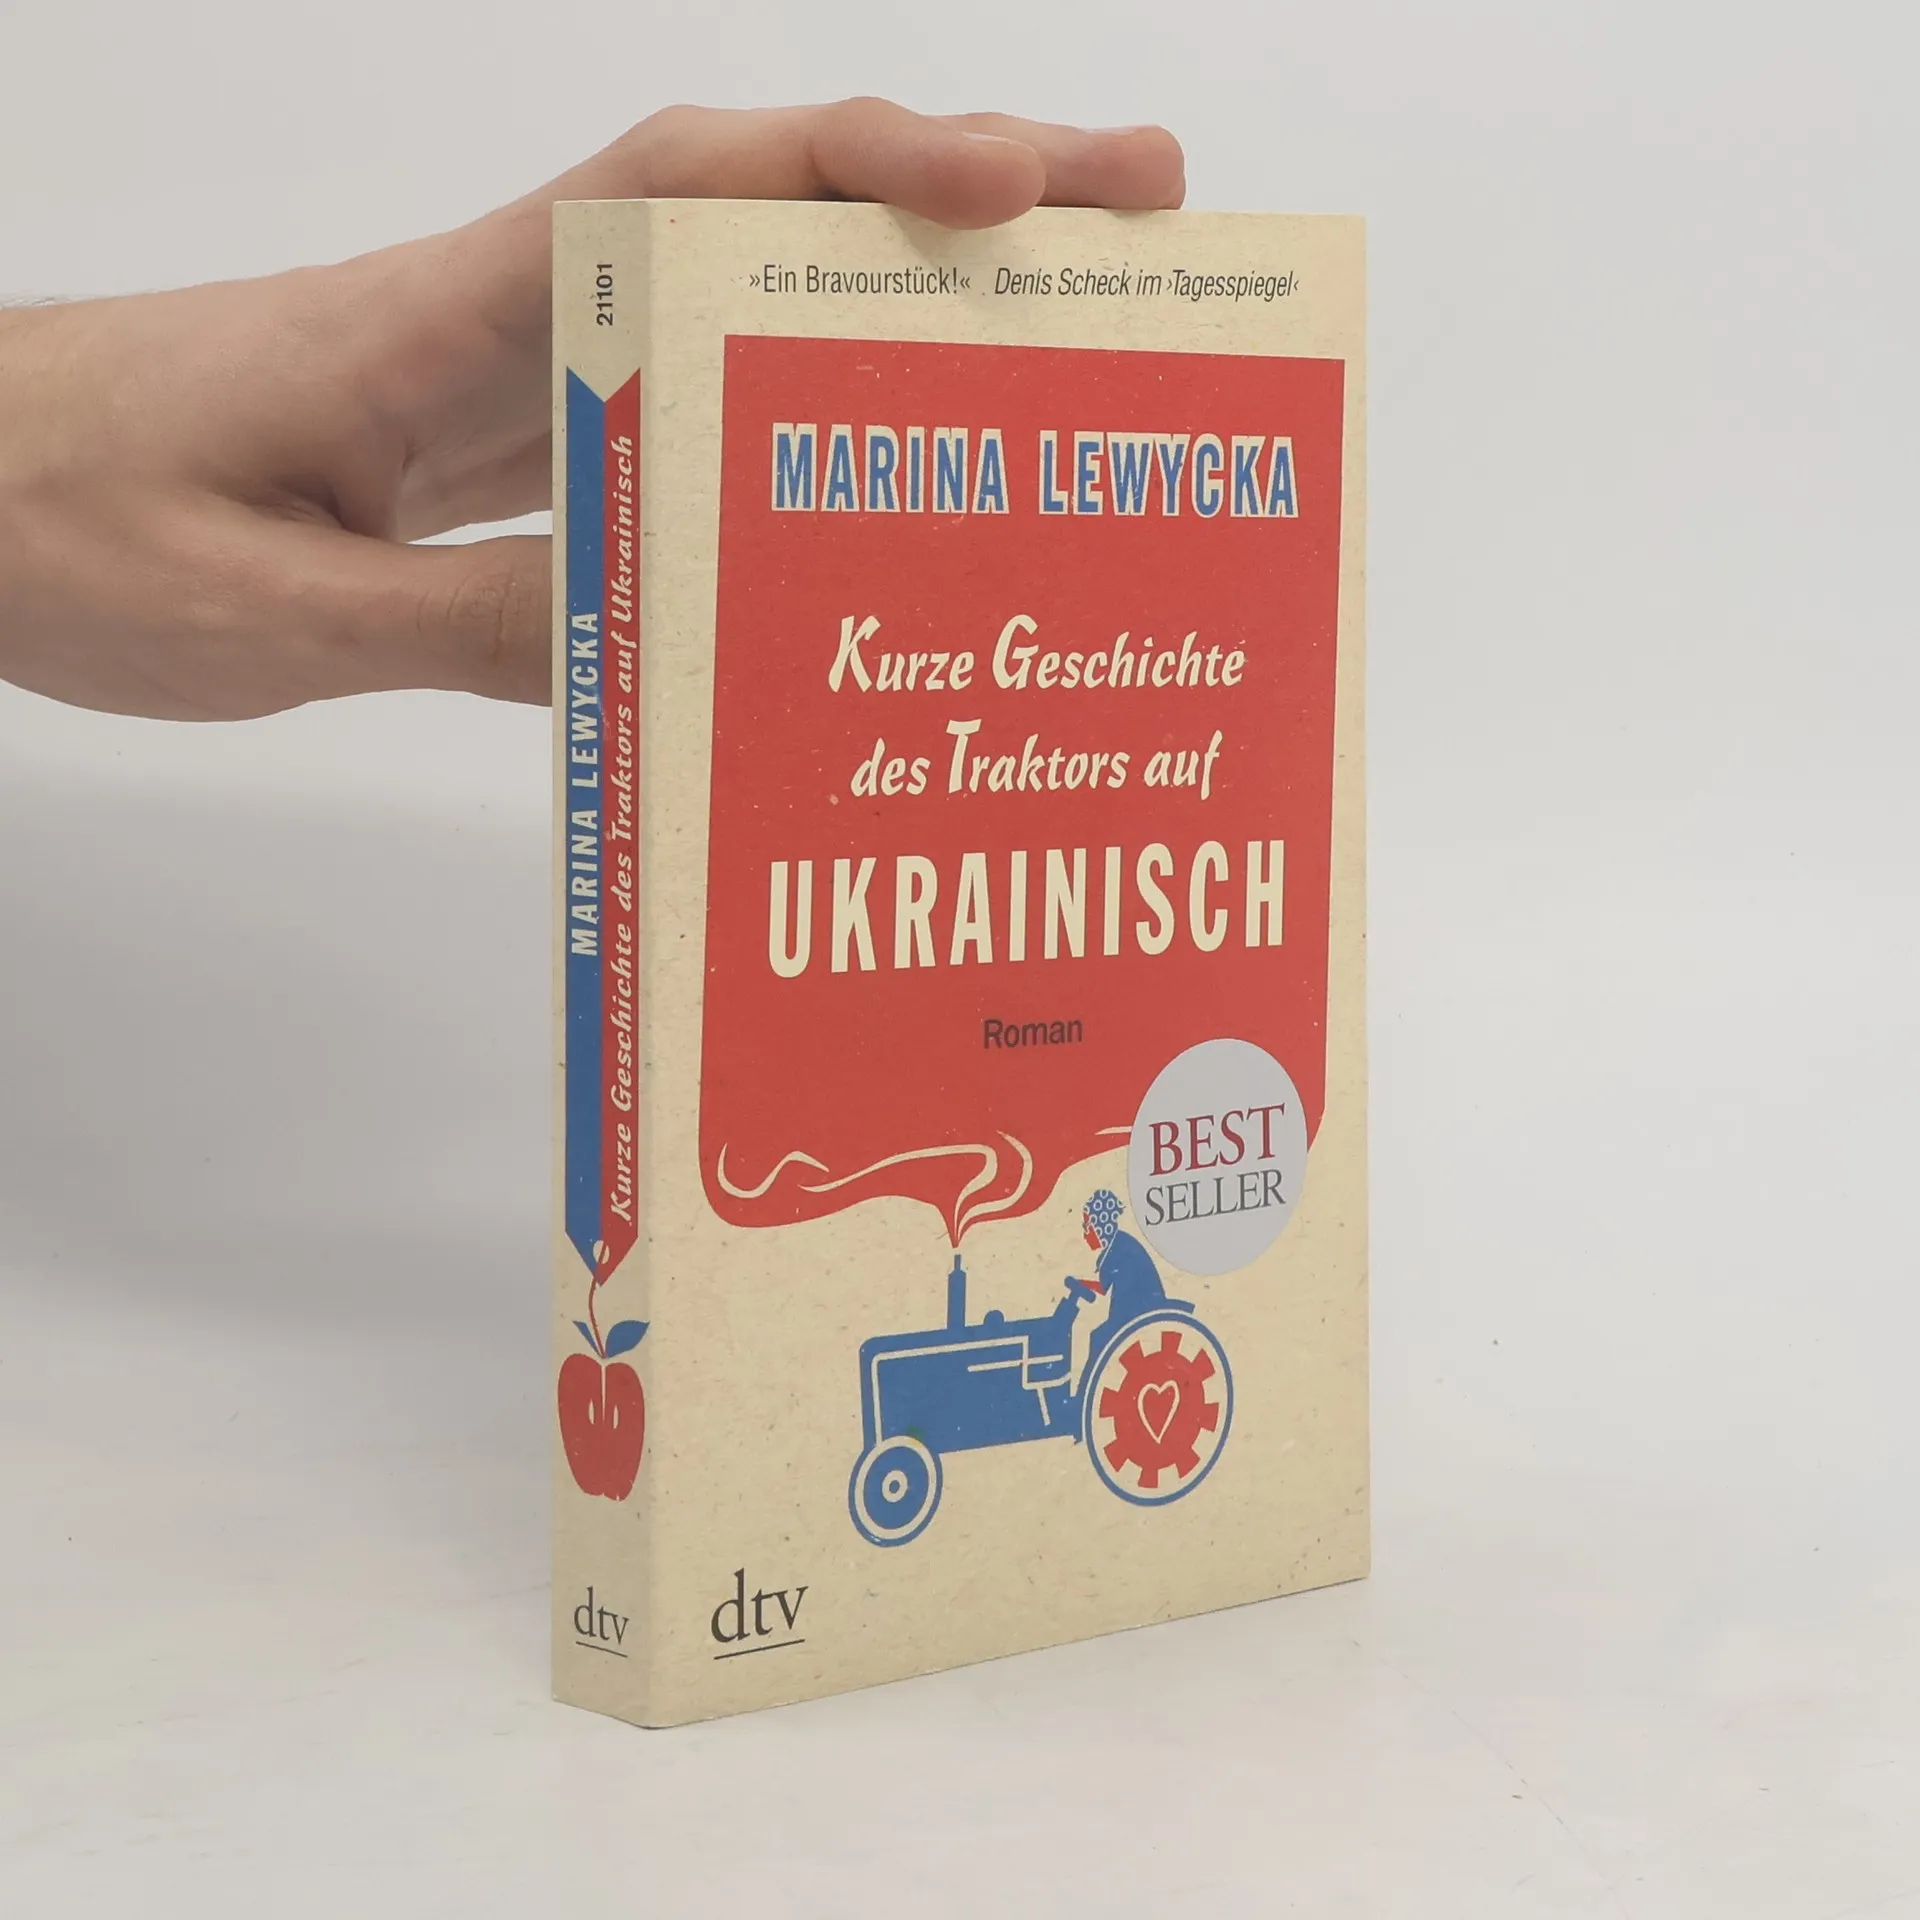 21101
MARINA LEWYCKA
Kurze Geschichte des Traktors auf Ukrainisch
dtv
»Ein Bravourstück!« Denis Scheck im ›Tagesspiegel‹
MARINA LEWYCKA
Kurze Geschichte
des Traktors auf
UKRAINISCH
Roman
BEST
SELLER
dtv